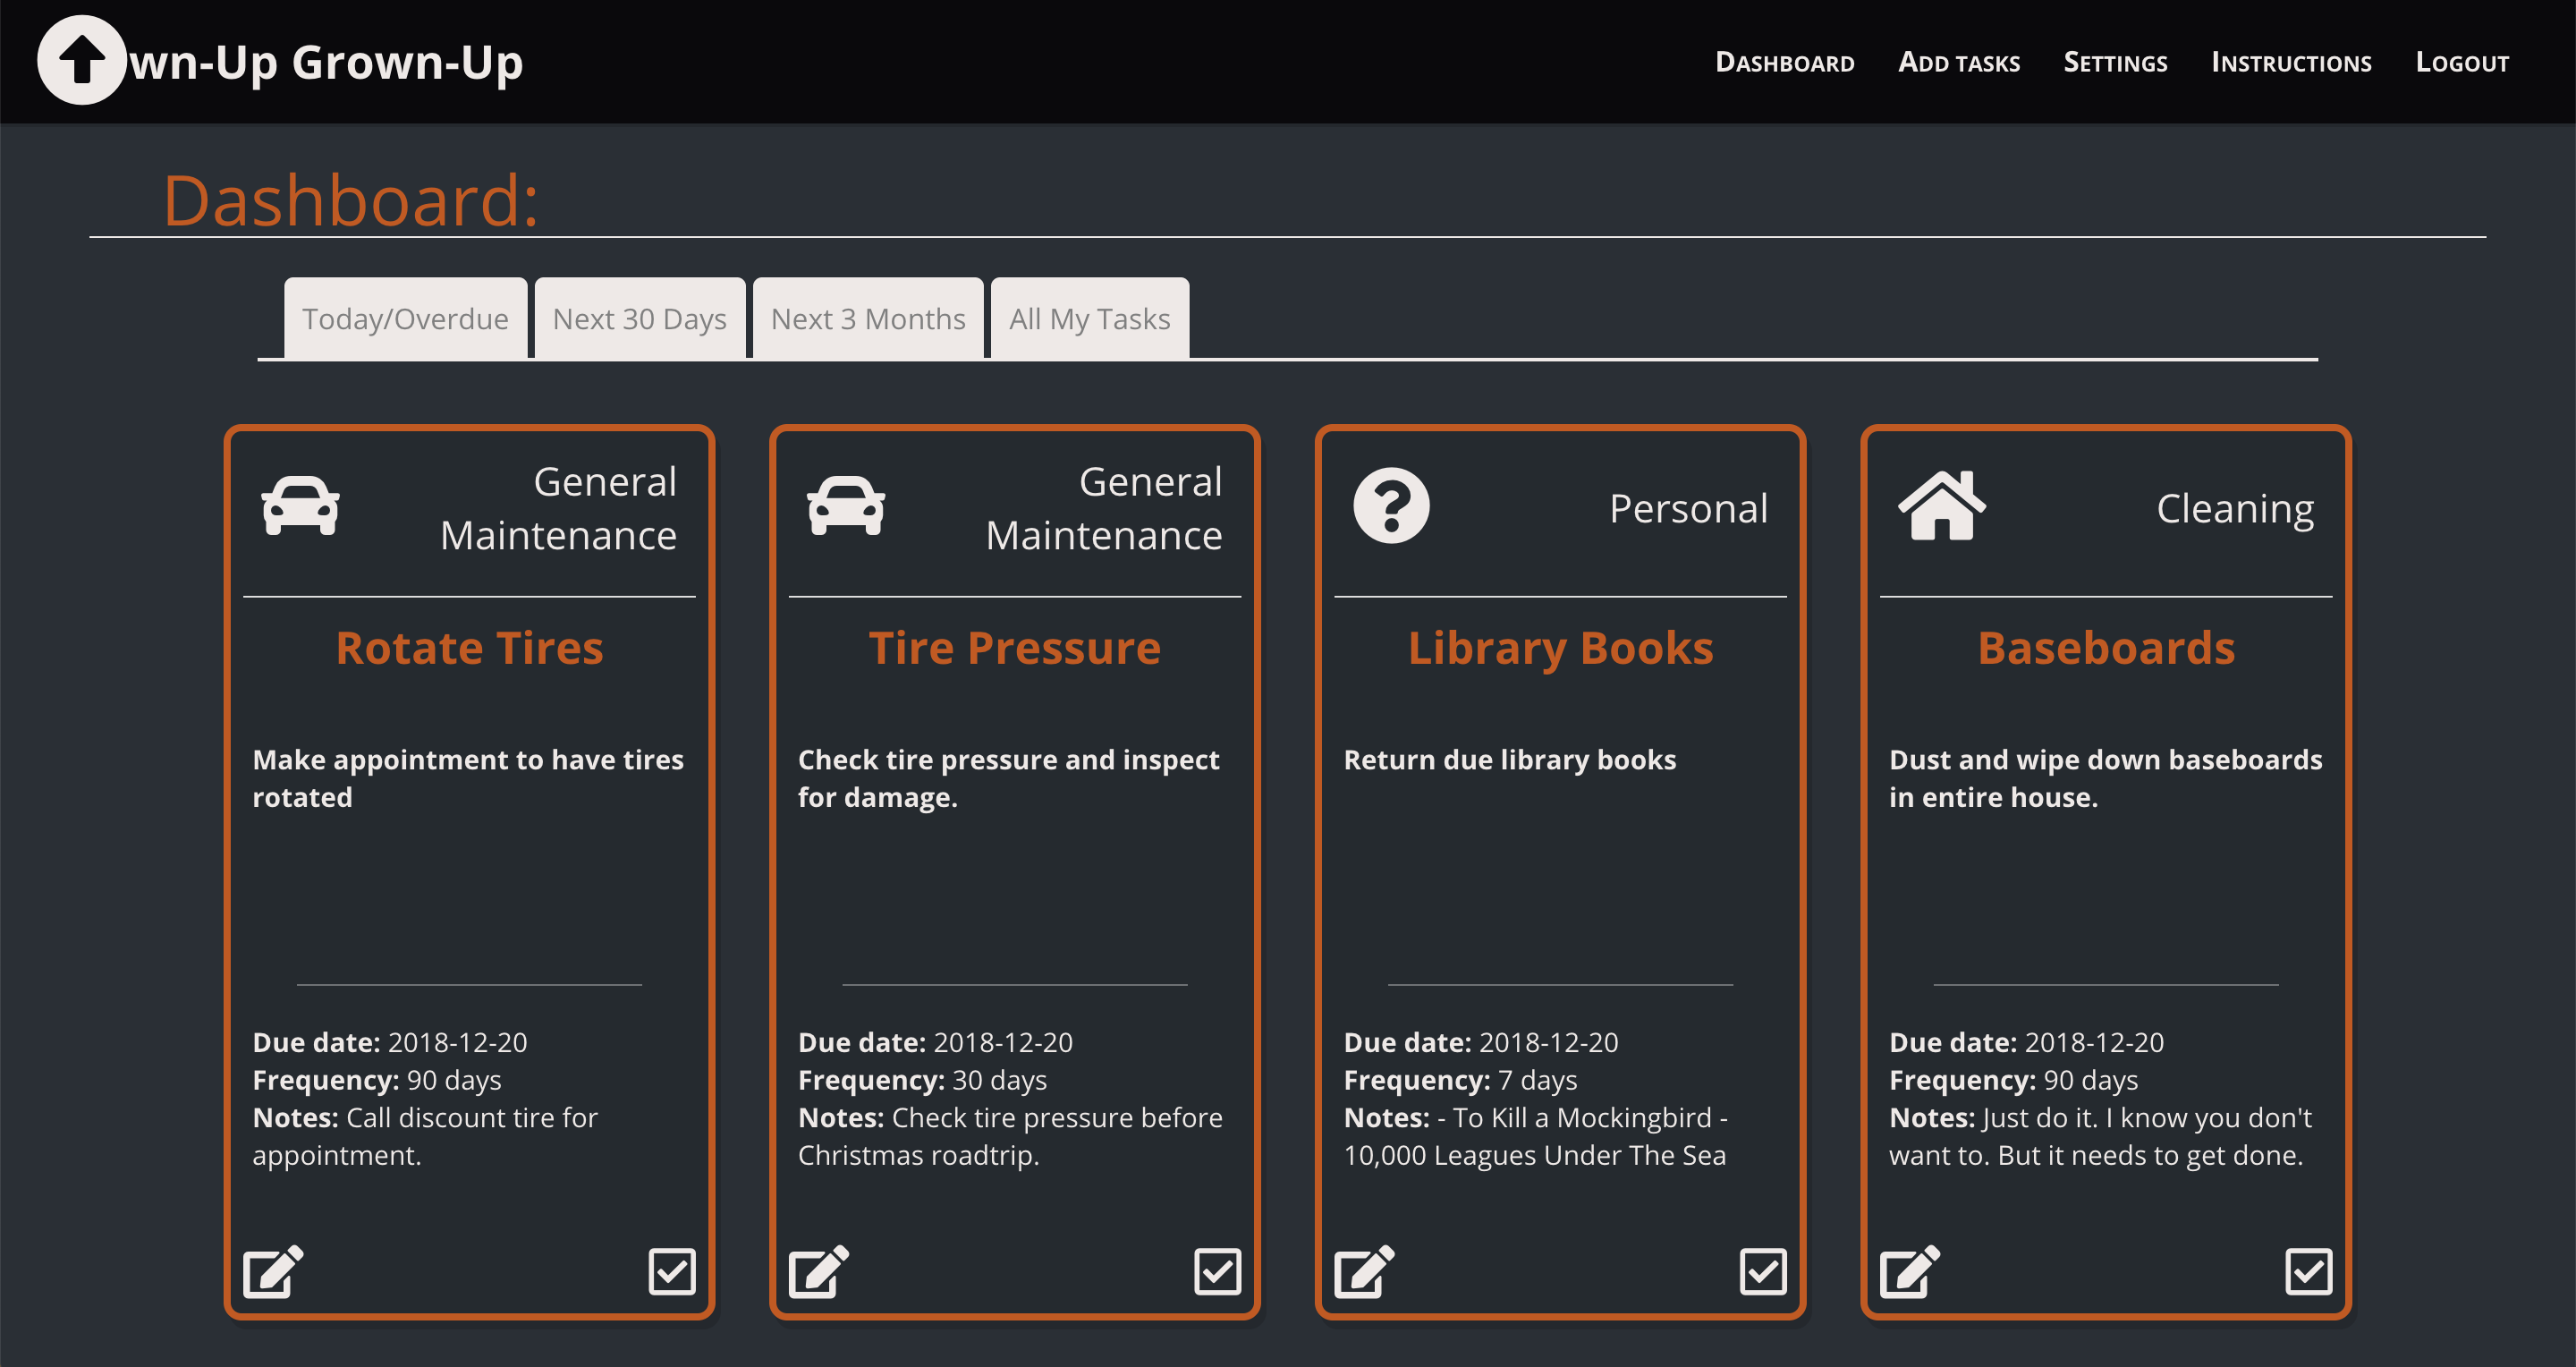 wn-Up Grown-Up
Dashboard Add tasks Settings Instructions Logout
Dashboard:
Today/Overdue Next 30 Days Next 3 Months All My Tasks
General
Maintenance
Rotate Tires
Make appointment to have tires
rotated
Due date: 2018-12-20
Frequency: 90 days
Notes: Call discount tire for
appointment.
General
Maintenance
Tire Pressure
Check tire pressure and inspect
for damage.
Due date: 2018-12-20
Frequency: 30 days
Notes: Check tire pressure before
Christmas roadtrip.
Personal
Library Books
Return due library books
Due date: 2018-12-20
Frequency: 7 days
Notes: - To Kill a Mockingbird -
10,000 Leagues Under The Sea
Cleaning
Baseboards
Dust and wipe down baseboards
in entire house.
Due date: 2018-12-20
Frequency: 90 days
Notes: Just do it. I know you don't
want to. But it needs to get done.